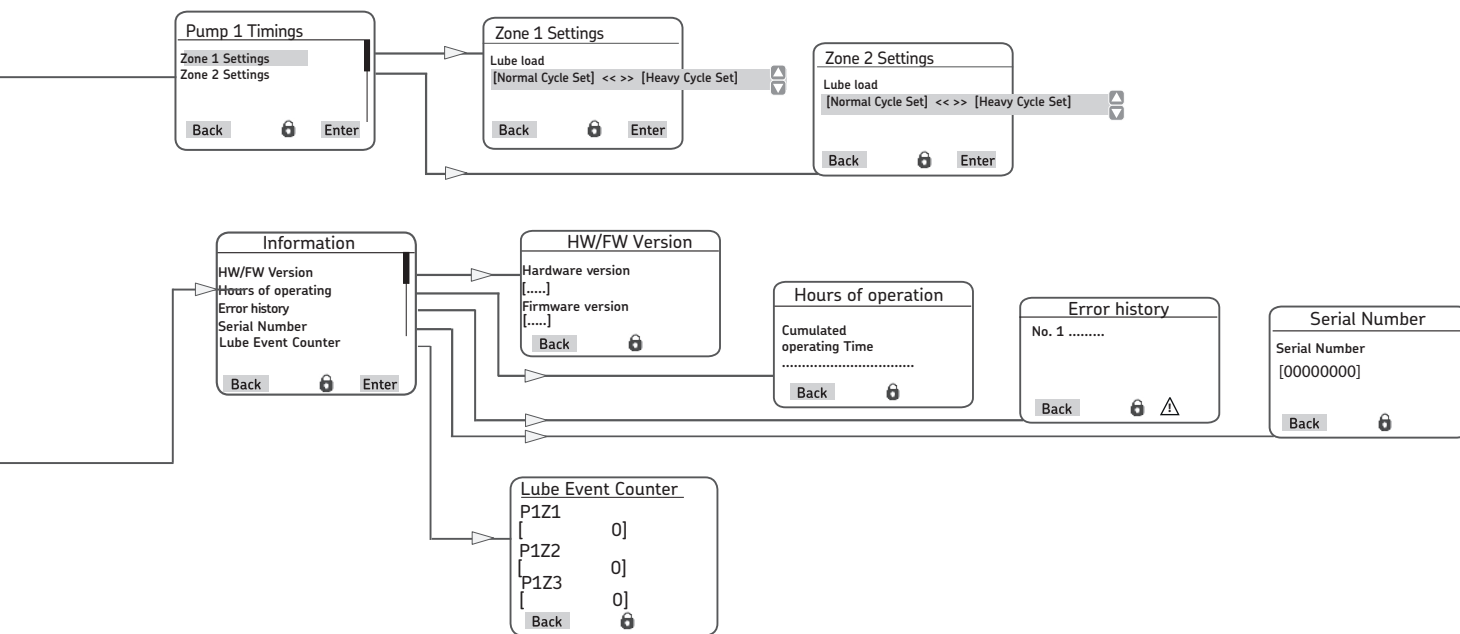 Pump 1 Timings
Zone 1 Settings
Zone 2 Settings
Back Enter
Zone 1 Settings
Lube load
[Normal Cycle Set] << >> [Heavy Cycle Set]
Back Enter
Zone 2 Settings
Lube load
[Normal Cycle Set] << >> [Heavy Cycle Set]
Back Enter
Information
HW/FW Version
Hours of operating
Error history
Serial Number
Lube Event Counter
Back Enter
HW/FW Version
Hardware version
[.....]
Firmware version
[.....]
Back
Hours of operation
Cumulated
operating Time
.................................
Back
Error history
No. 1 .........
Back
Serial Number
Serial Number
[00000000]
Back
Lube Event Counter
P1Z1
[ 0]
P1Z2
[ 0]
P1Z3
[ 0]
Back